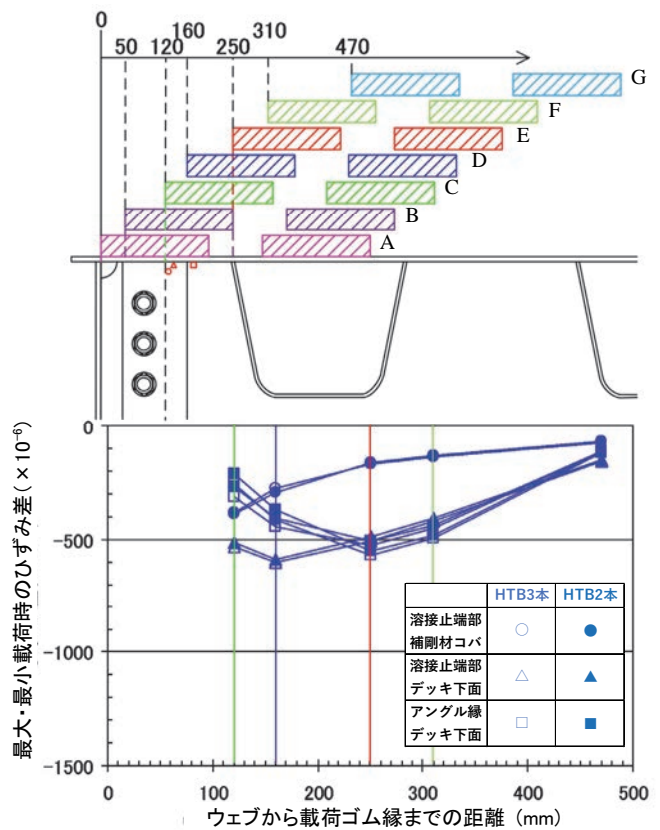 0
50 120 160 250 310 470
G
F
E
D
C
B
A
最大・最小載荷時のひずみ差(×10⁻⁶)
0
−500
−1000
−1500
HTB3本 HTB2本
溶接止端部
補剛材コバ
溶接止端部
デッキ下面
アングル縁
デッキ下面
0 100 200 300 400 500
ウェブから載荷ゴム縁までの距離 (mm)